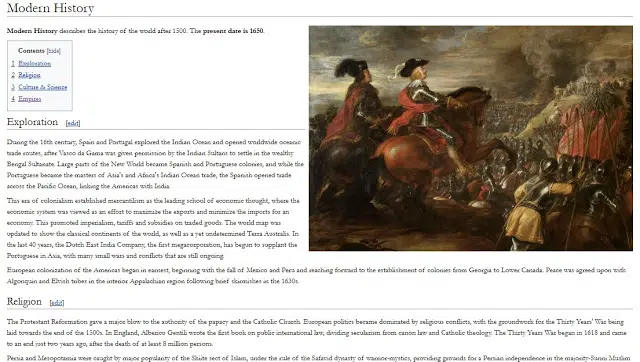 Modern History
Modern History describes the history of the world after 1500. The present date is 1650.
Contents [hide]
1 Exploration
2 Religion
3 Culture & Science
4 Empires
Exploration [edit]
During the 16th century, Spain and Portugal explored the Indian Ocean and opened worldwide oceanic
trade routes, after Vasco da Gama was given permission by the Indian Sultans to settle in the wealthy
Bengal Sultanate. Large parts of the New World became Spanish and Portuguese colonies, and while the
Portuguese became the masters of Asia's and Africa's Indian Ocean trade, the Spanish opened trade
across the Pacific Ocean, linking the Americas with India.
This era of colonialism established mercantilism as the leading school of economic thought, where the
economic system was viewed as an effort to maximize the exports and minimize the imports for an
economy. This promoted imperialism, tariffs and subsidies on traded goods. The world map was
updated to show the classical continents of the world, as well as a yet undetermined Terra Australis. In
the last 40 years, the Dutch East India Company, the first megacorporation, has begun to supplant the
Portuguese in Asia, with many small wars and conflicts that are still ongoing.
European colonization of the Americas began in earnest, beginning with the fall of Mexico and Peru and reaching forward to the establishment of colonies from Georgia to Lower Canada. Peace was agreed upon with
Algonquin and Elvish tribes in the interior Appalachian region following brief skirmishes in the 1630s.
Religion [edit]
The Protestant Reformation gave a major blow to the authority of the papacy and the Catholic Church. European politics became dominated by religious conflicts, with the groundwork for the Thirty Years' War being
laid towards the end of the 1500s. In England, Alberico Gentili wrote the first book on public international law, dividing secularism from canon law and Catholic theology. The Thirty Years War began in 1618 and came
to an end just two years ago, after the death of at least 8 million persons.
Persia and Mesopotamia were caught by major popularity of the Shiite sect of Islam, under the rule of the Safavid dynasty of warrior-mystics, providing grounds for a Persian independence in the majority-Sunni Muslim